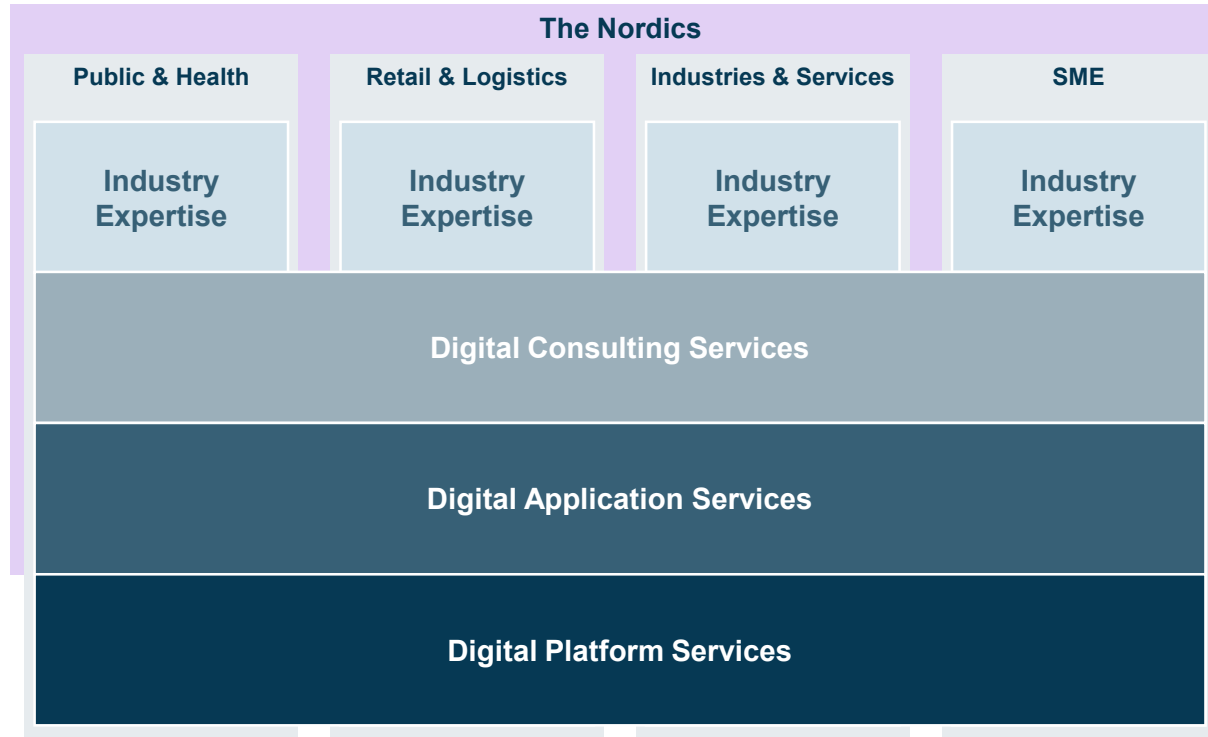 The Nordics
Public & Health
Retail & Logistics
Industries & Services
SME
Industry
Expertise
Industry
Expertise
Industry
Expertise
Industry
Expertise
Digital Consulting Services
Digital Application Services
Digital Platform Services